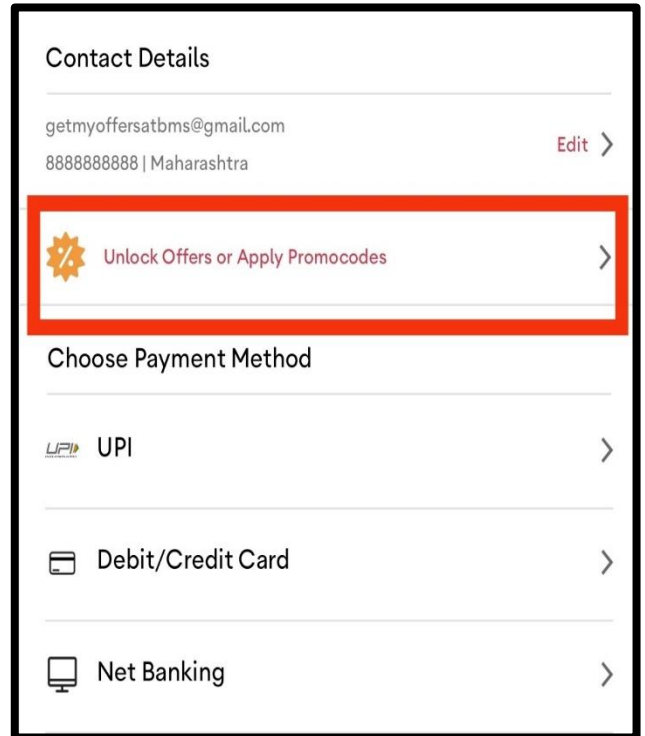 Contact Details
getmyoffersatbms@gmail.com
Edit
8888888888 | Maharashtra
Unlock Offers or Apply Promocodes
Choose Payment Method
UPI UPI
Debit/Credit Card
Net Banking